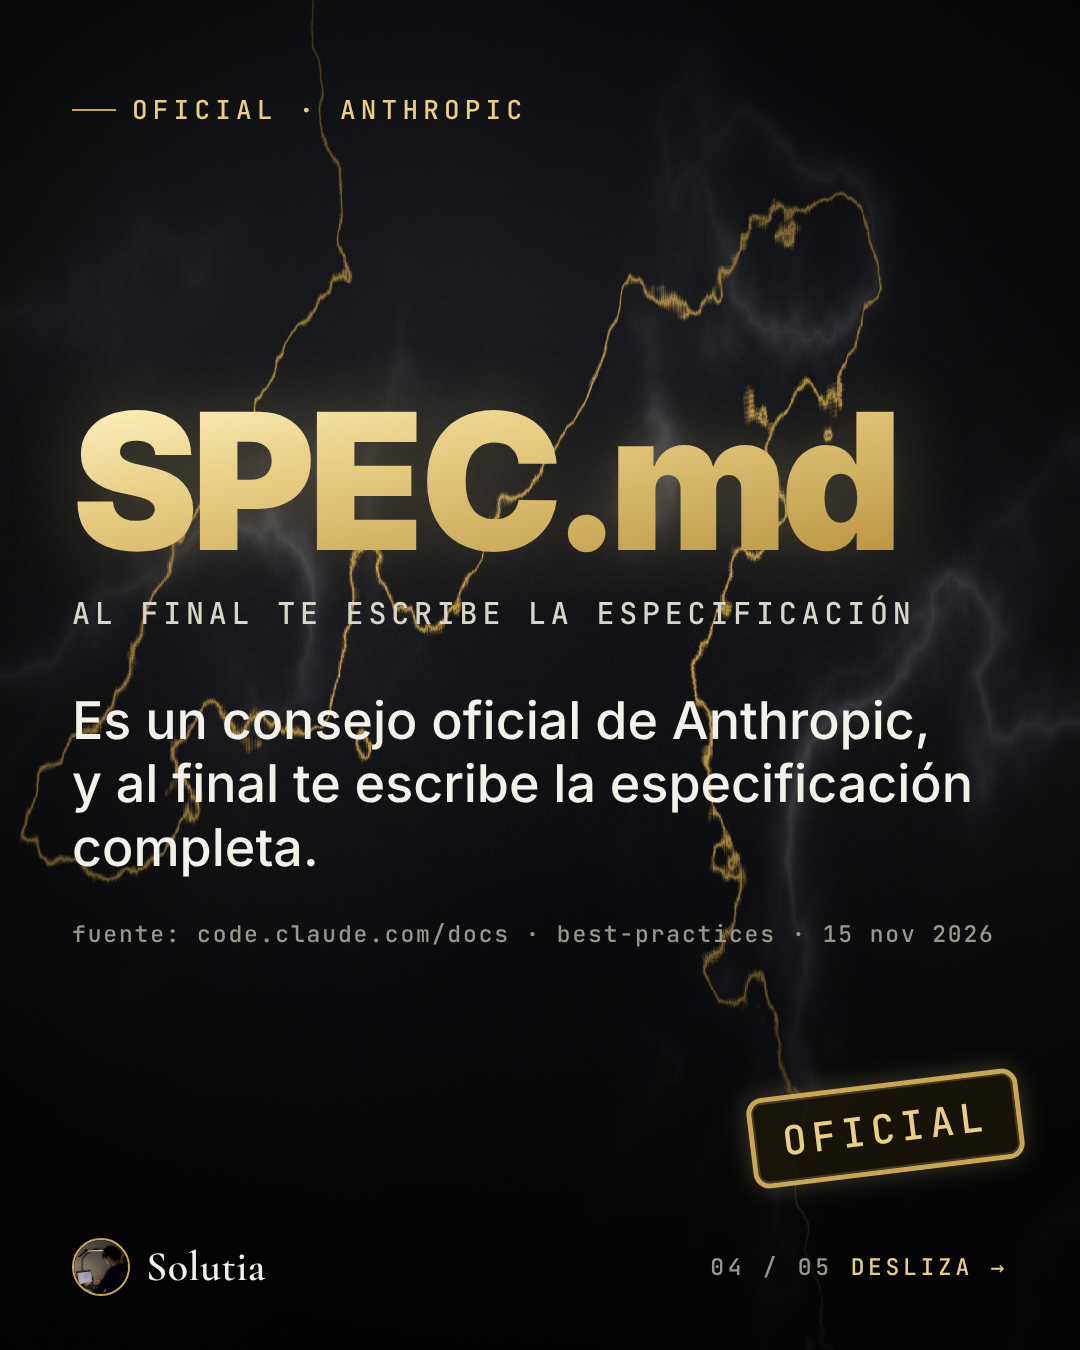 OFICIAL · ANTHROPIC
SPEC.md
AL FINAL TE ESCRIBE LA ESPECIFICACIÓN
Es un consejo oficial de Anthropic,
y al final te escribe la especificación
completa.
fuente: code.claude.com/docs · best-practices · 15 nov 2026
OFICIAL
Solutia
04 / 05 DESLIZA →